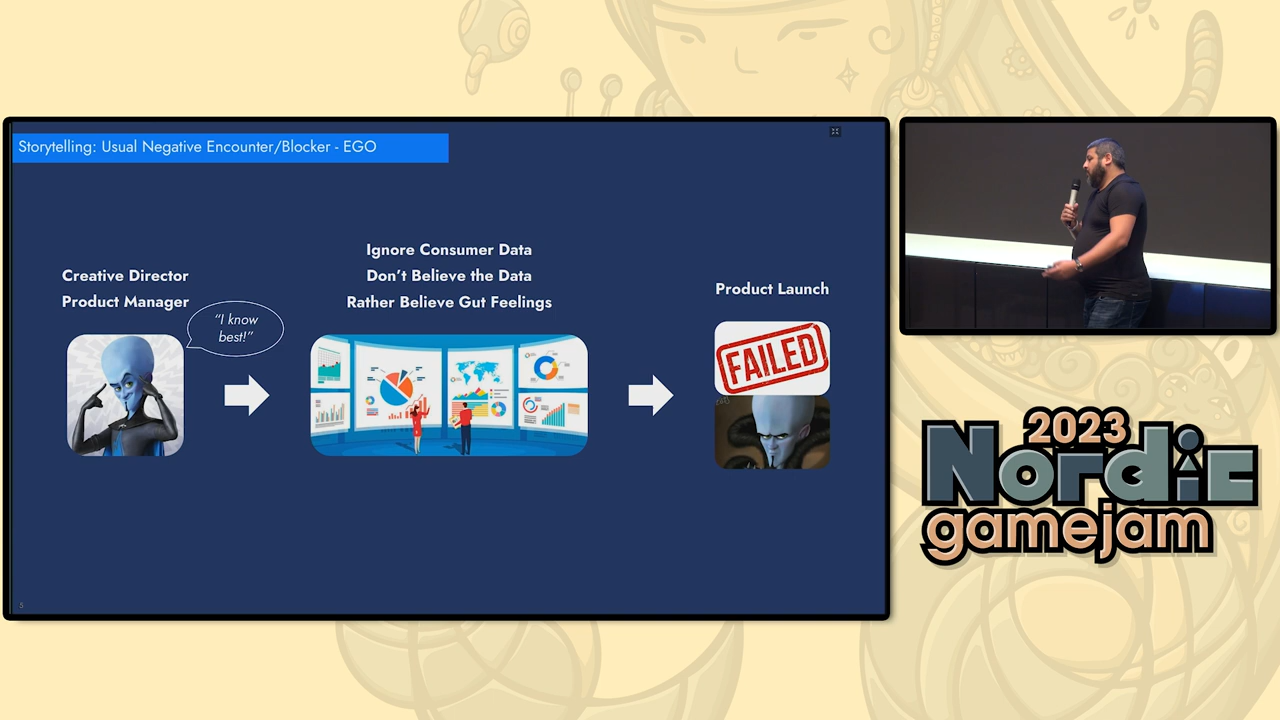 Storytelling: Usual Negative Encounter/Blocker - EGO
Creative Director
Product Manager
“I know
best!”
Ignore Consumer Data
Don’t Believe the Data
Rather Believe Gut Feelings
Product Launch
FAILED
5
2023
Nordic
gamejam